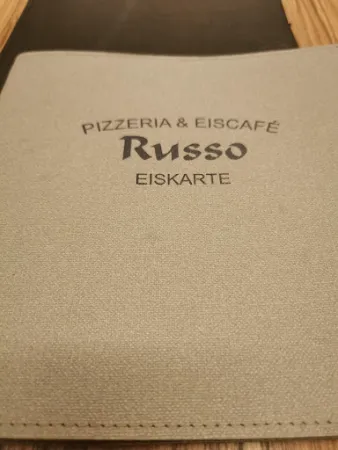 PIZZERIA & EISCAFÉ
Russo
EISKARTE